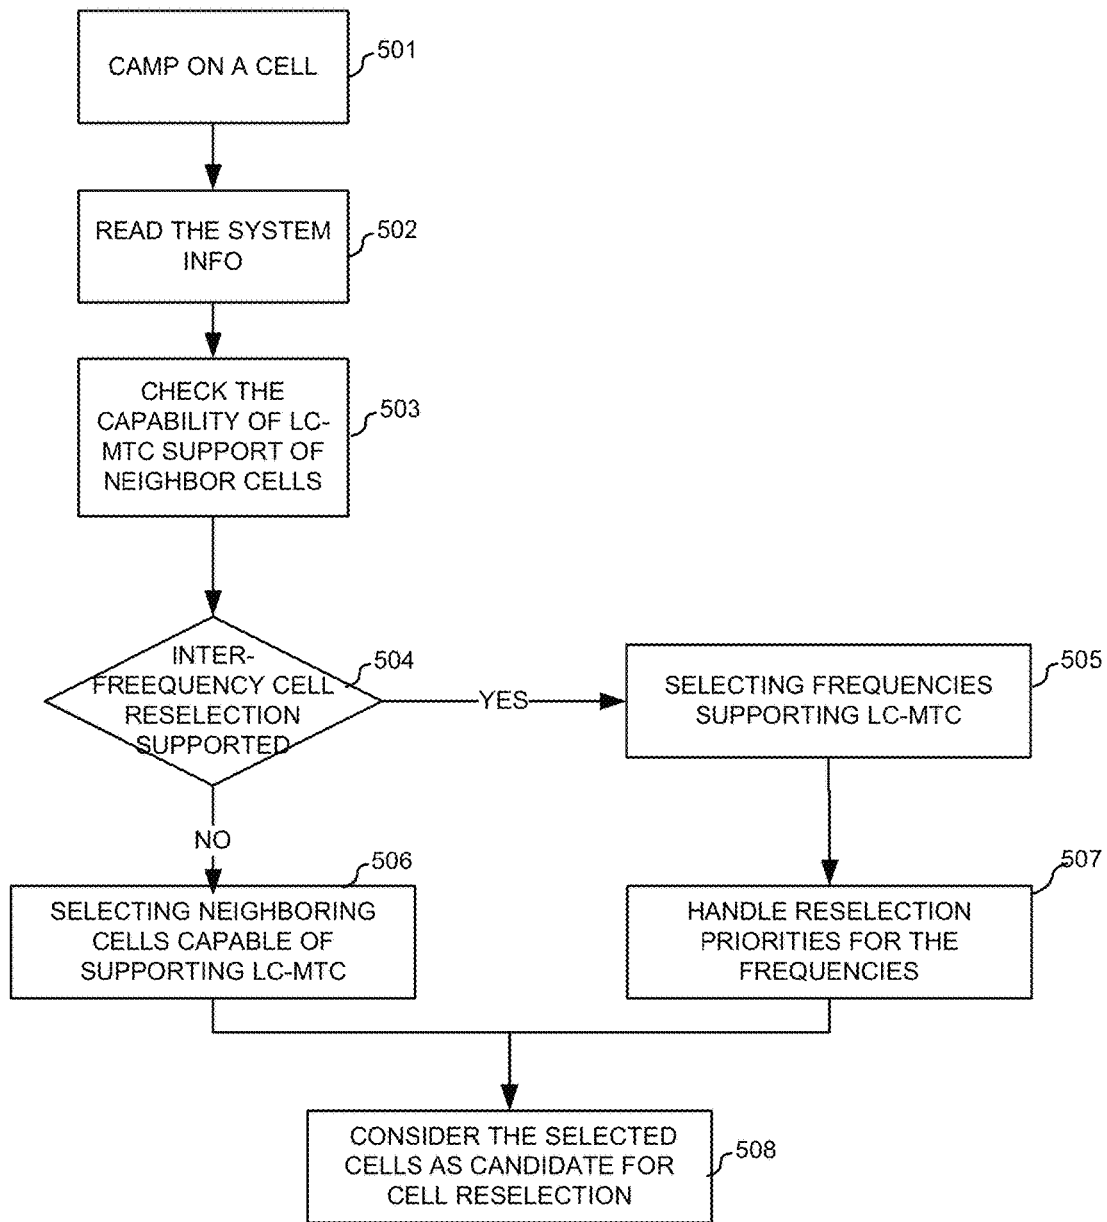 CAMP ON A CELL
501
READ THE SYSTEM
INFO
502
CHECK THE
CAPABILITY OF LC-
MTC SUPPORT OF
NEIGHBOR CELLS
503
INTER-
FREEQUENCY CELL
RESELECTION
SUPPORTED
504
YES
SELECTING FREQUENCIES
SUPPORTING LC-MTC
505
NO
SELECTING NEIGHBORING
CELLS CAPABLE OF
SUPPORTING LC-MTC
506
HANDLE RESELECTION
PRIORITIES FOR THE
FREQUENCIES
507
CONSIDER THE SELECTED
CELLS AS CANDIDATE FOR
CELL RESELECTION
508